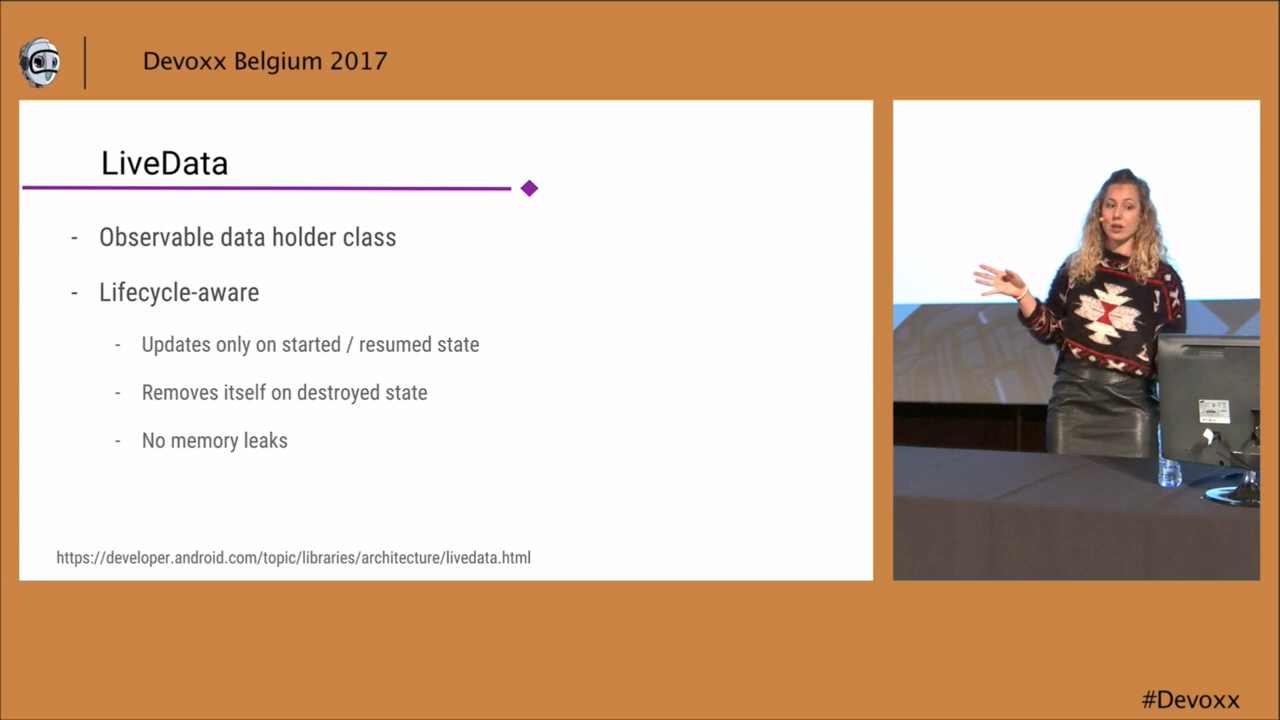 Devoxx Belgium 2017
LiveData
- Observable data holder class
- Lifecycle-aware
- Updates only on started / resumed state
- Removes itself on destroyed state
- No memory leaks
https://developer.android.com/topic/libraries/architecture/livedata.html
#Devoxx